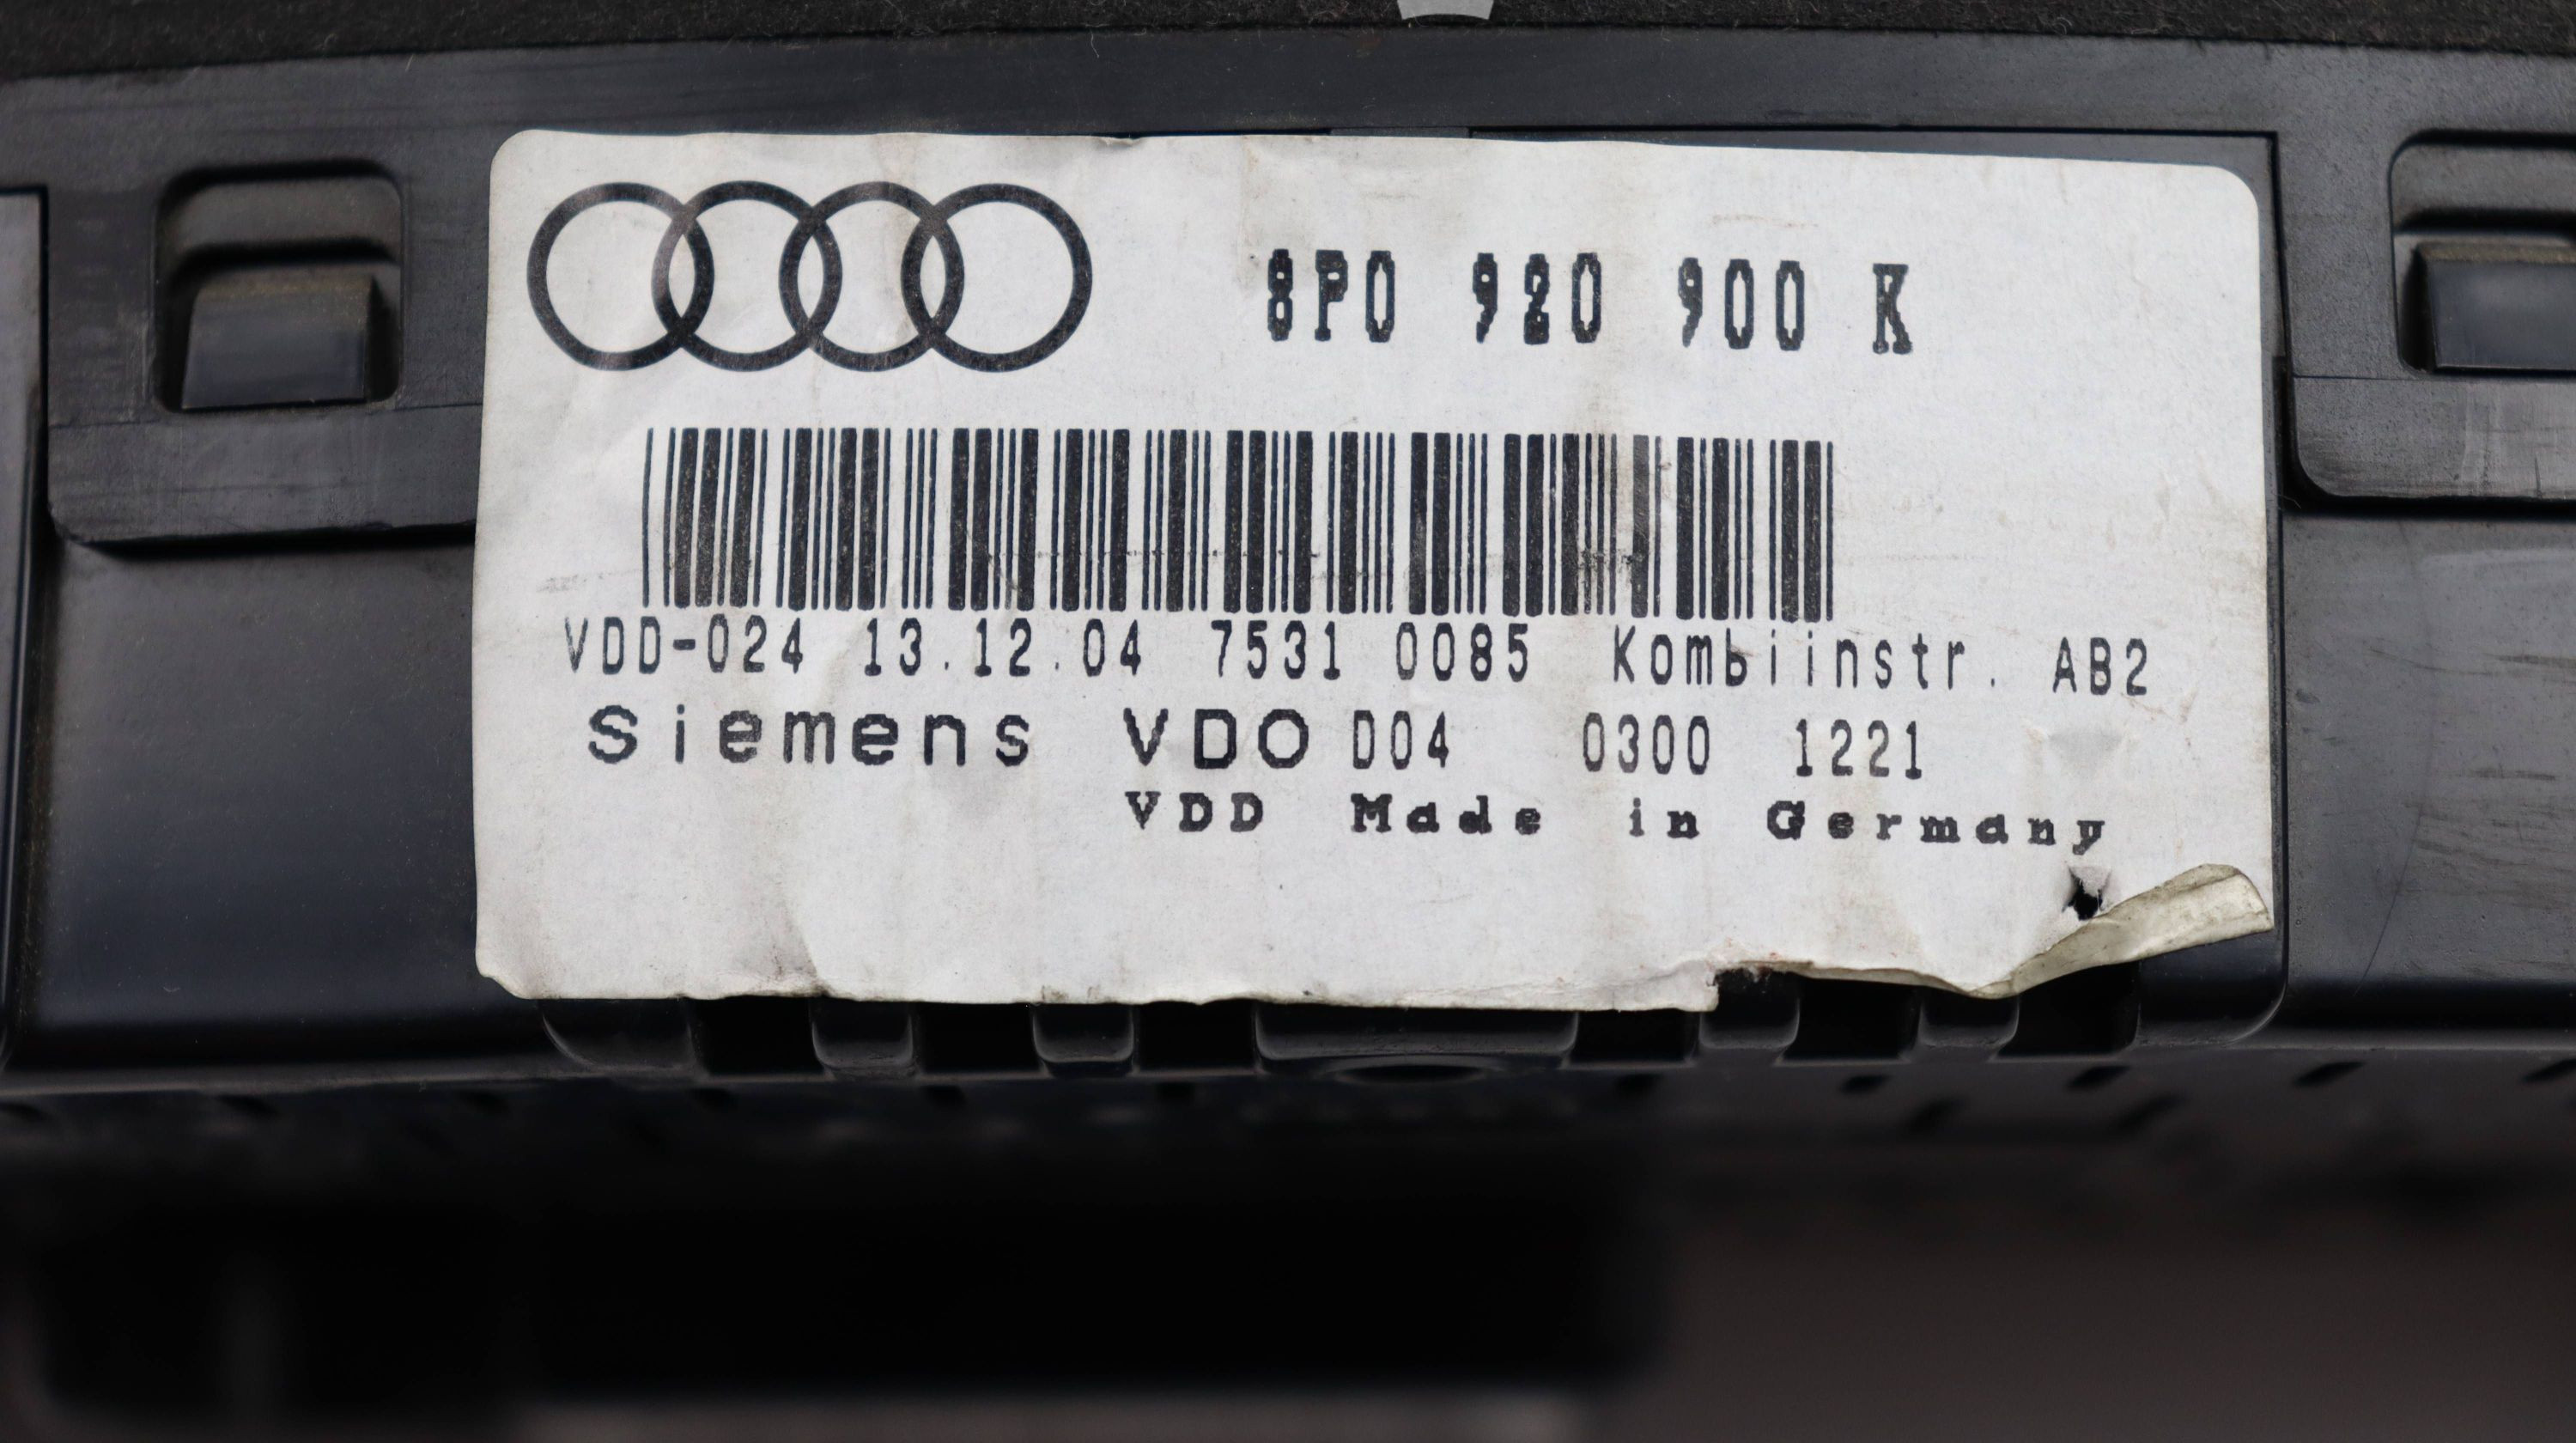 8P0 920 900 K
VDD-024 13.12.04 7531 0085 Kombiinstr. AB2
Siemens VDO D04 0300 1221
VDD Made in Germany